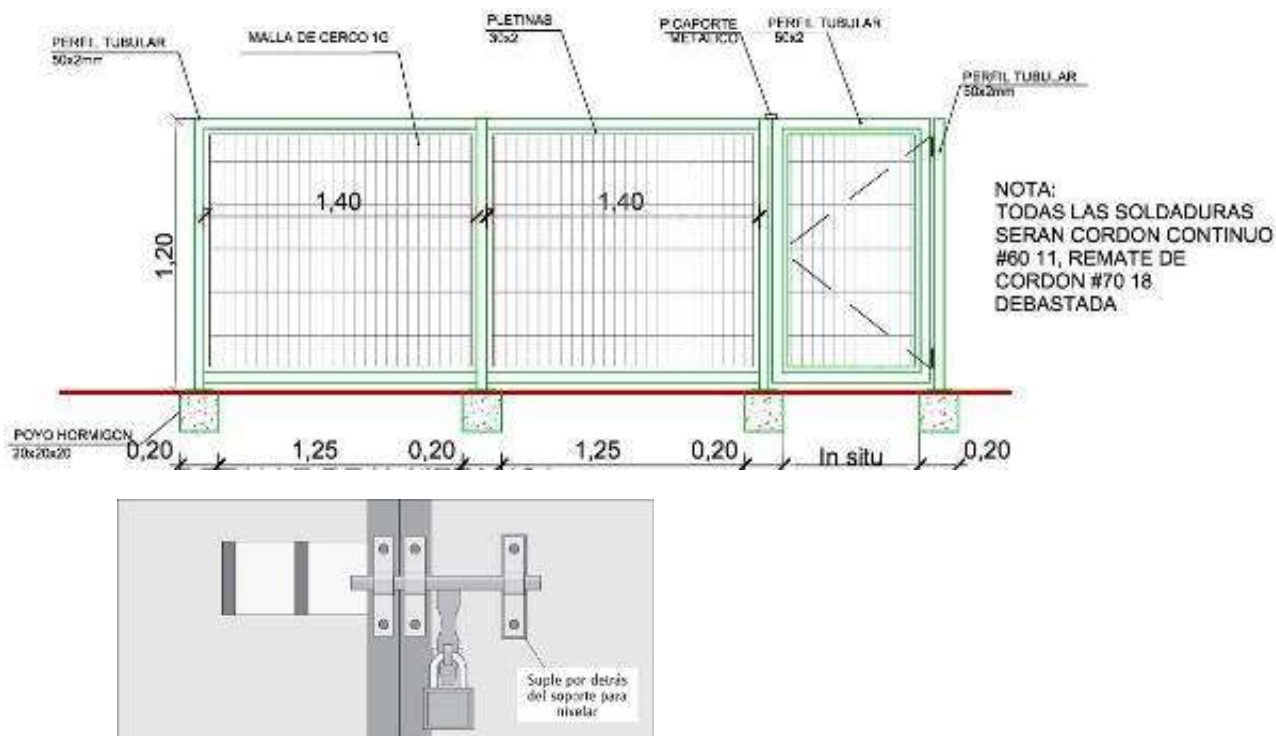 PERFIL TUBULAR
50x2mm
MALLA DE CERCO 1G
PLETINAS
30x2
PICAPORTE
METALICO
PERFIL TUBULAR
50x2
PERFIL TUBULAR
50x2mm
1,40
1,40
1,20
NOTA:
TODAS LAS SOLDADURAS
SERAN CORDON CONTINUO
#60 11, REMATE DE
CORDON #70 18
DEBASTADA
POYO HORMIGON
20x20x20
0,20
1,25
0,20
1,25
0,20
In situ
0,20
Suple por detrás
del soporte para
nivelar